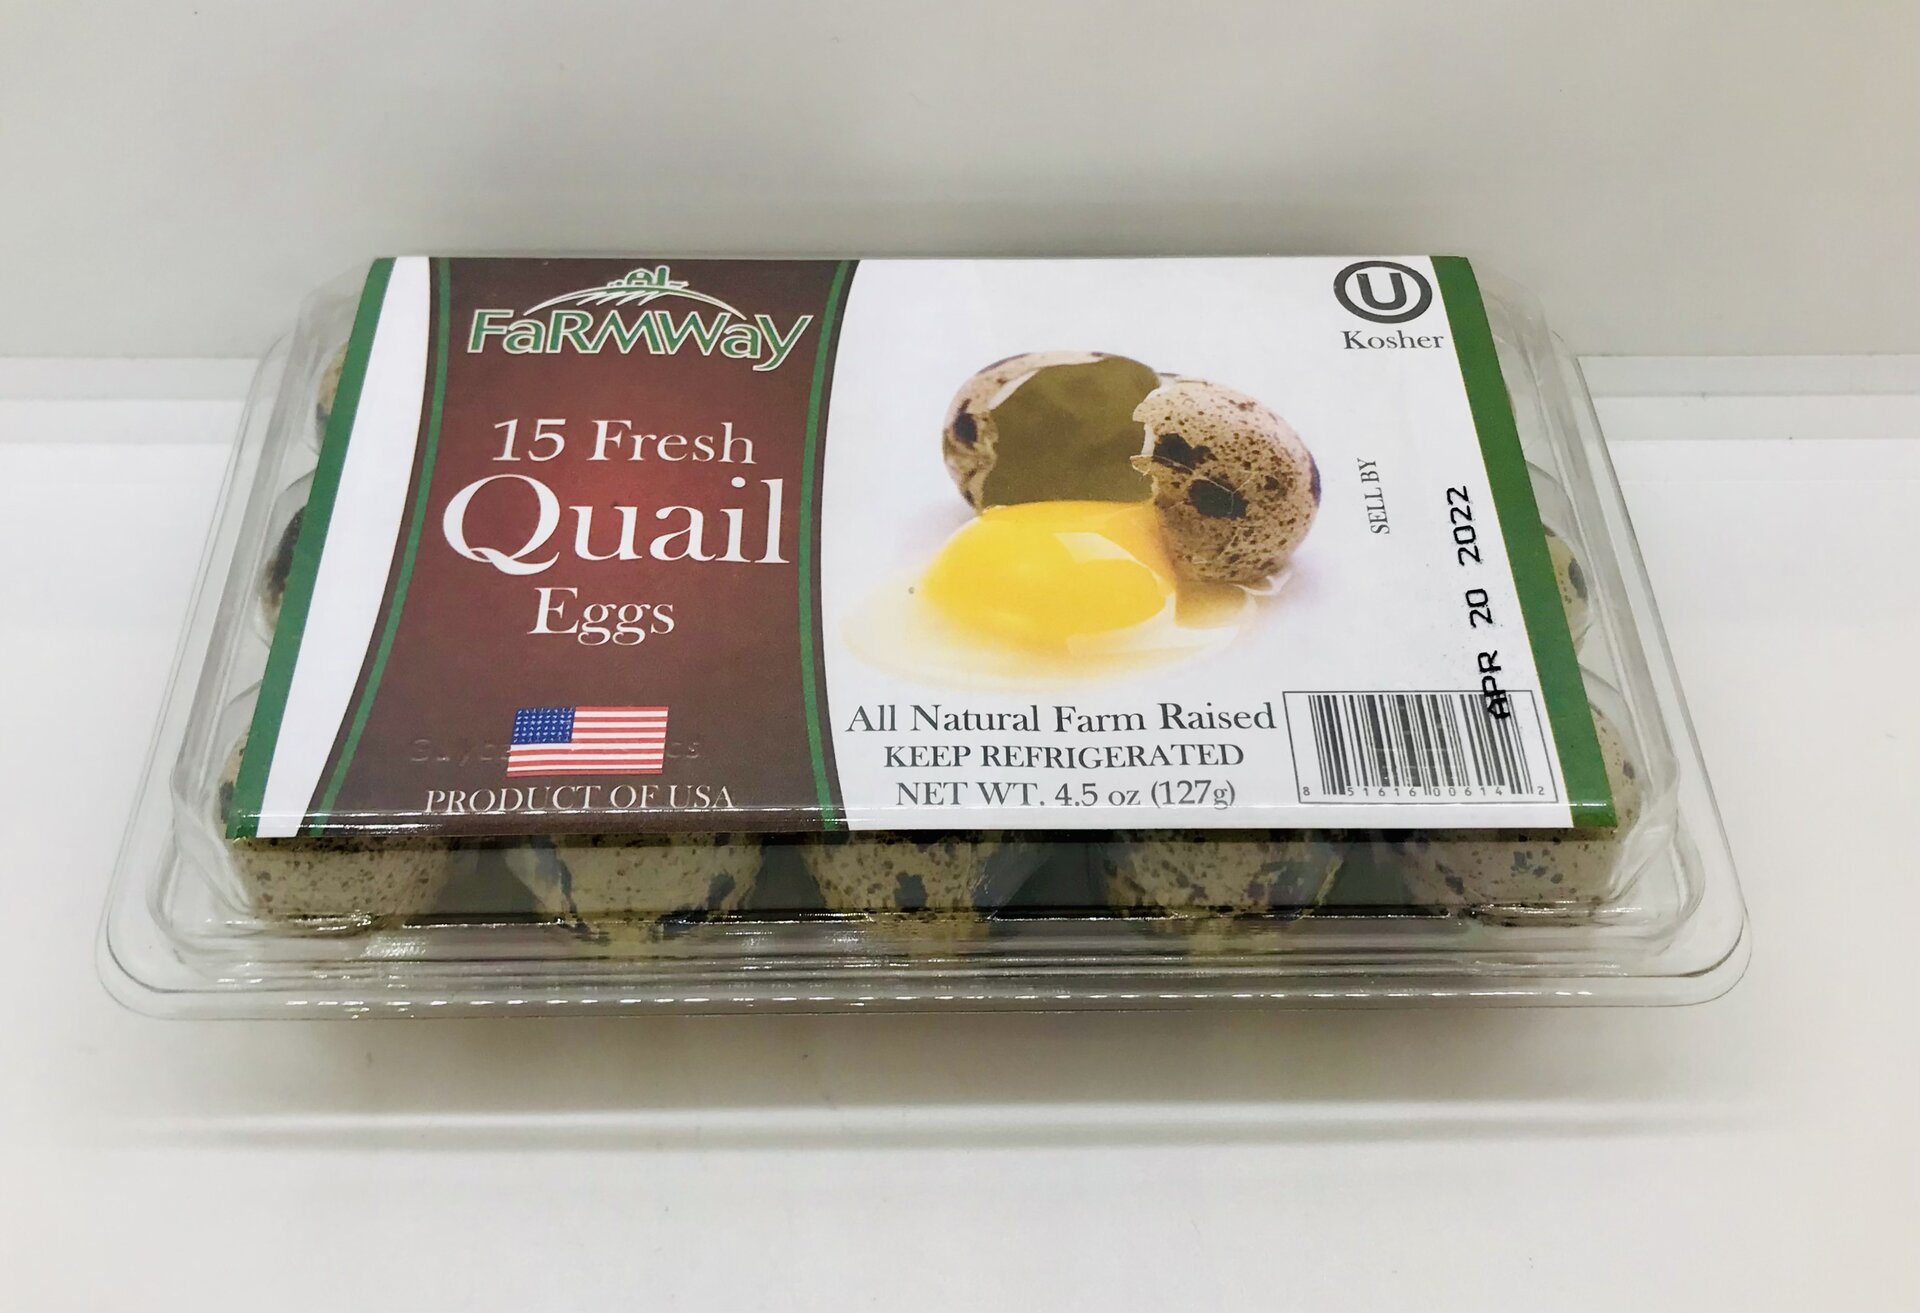 FaRMWay
15 Fresh
Quail
Eggs
PRODUCT OF USA
U
Kosher
SELL BY
APR 20 2022
All Natural Farm Raised
KEEP REFRIGERATED
NET WT. 4.5 oz (127g)
8 51616 00614 2